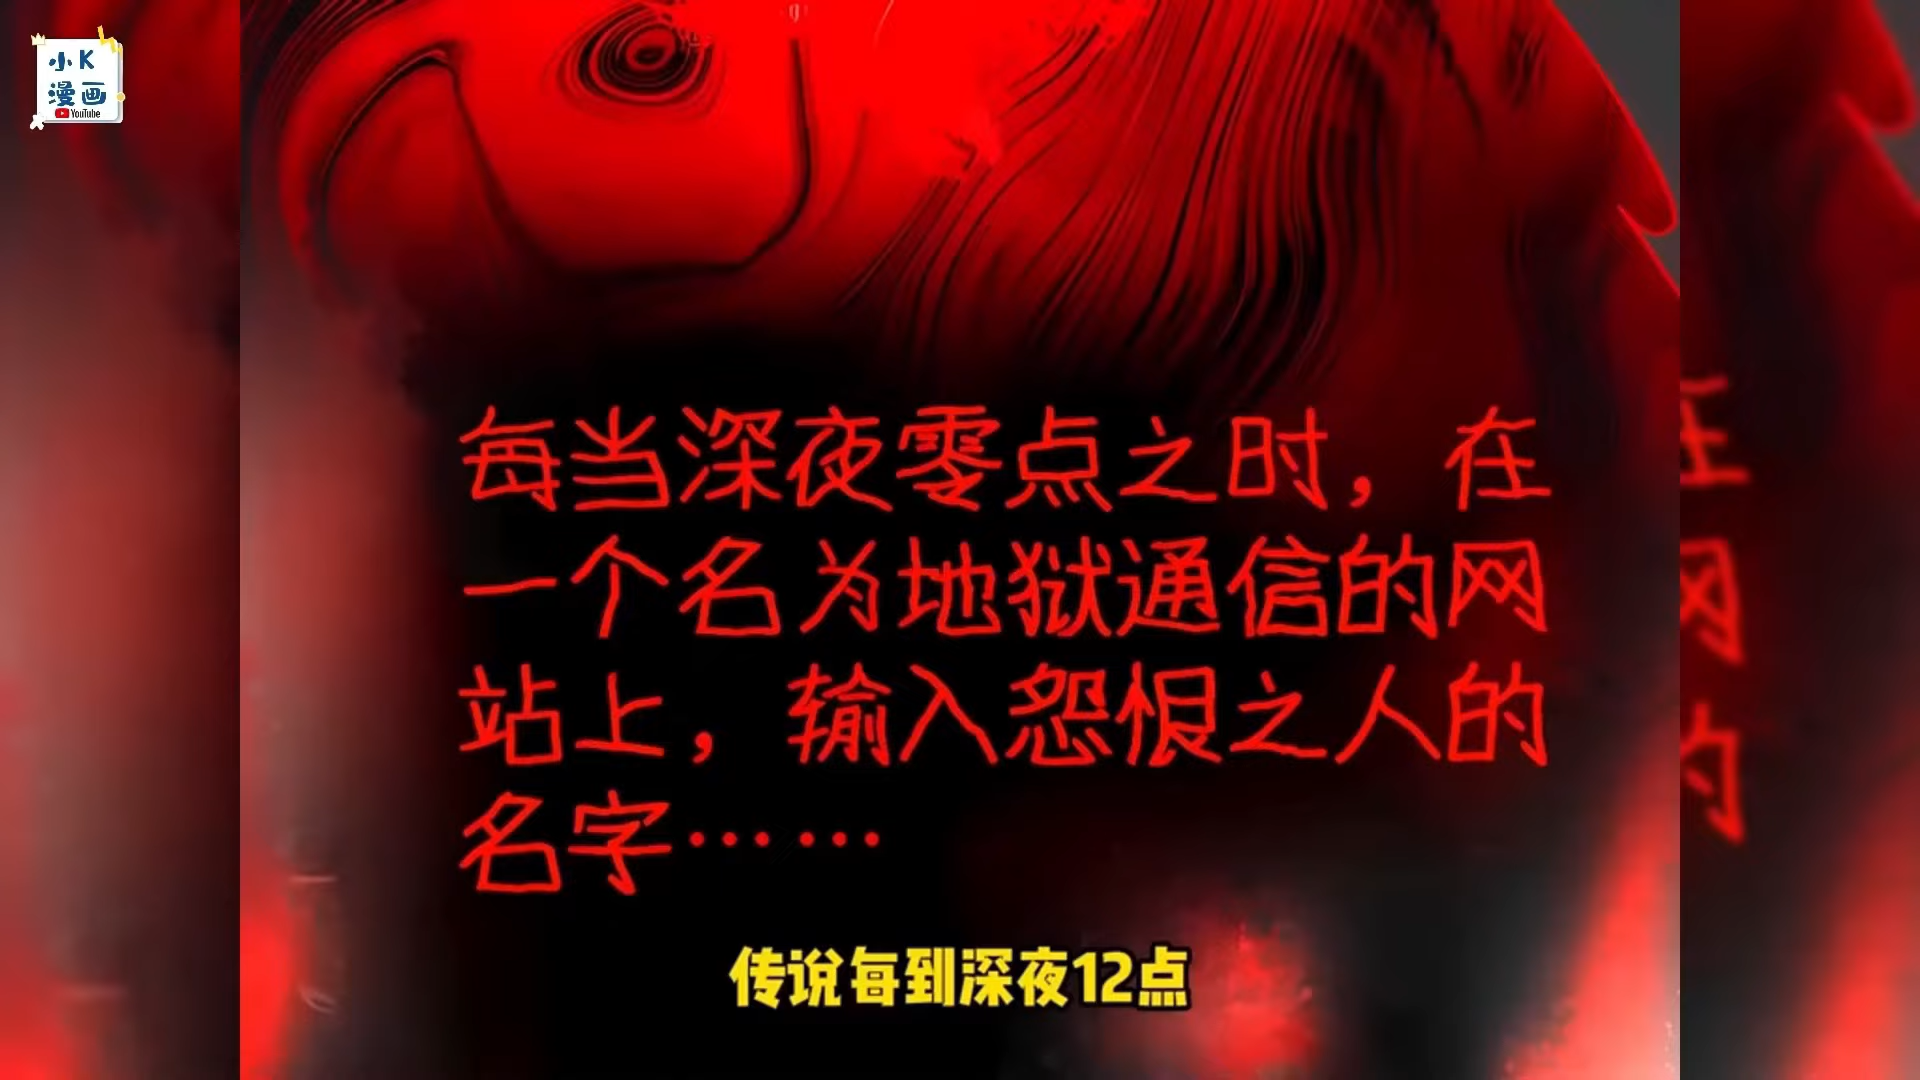 小K
漫画
YouTube
每当深夜零点之时，在
一个名为地狱通信的网
站上，输入怨恨之人的
名字……
传说每到深夜12点